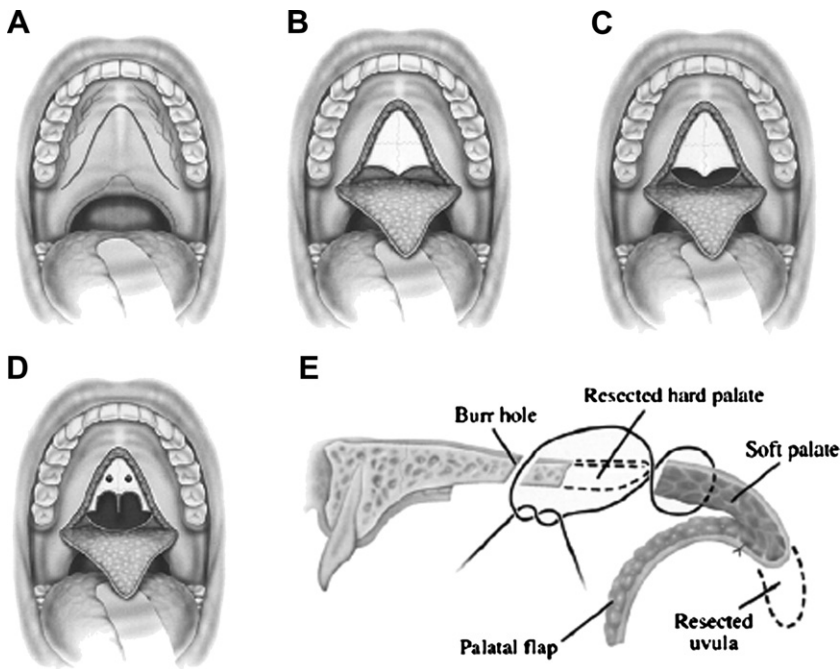 A
B
C
D
E
Resected hard palate
Burr hole
Soft palate
Palatal flap
Resected
uvula